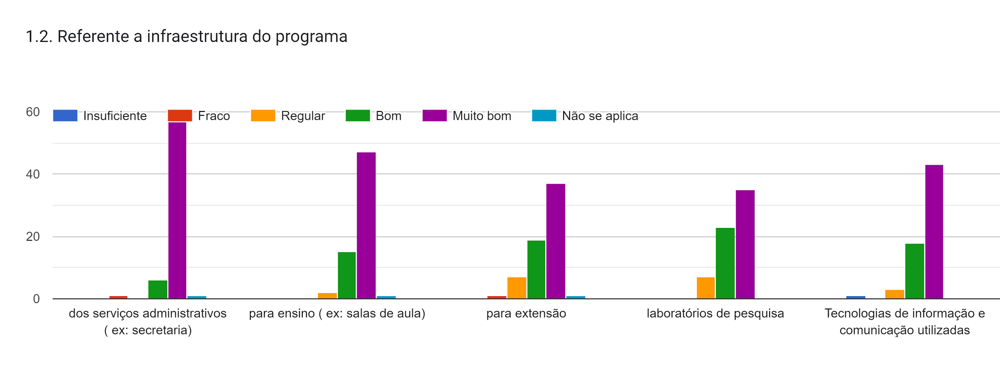 1.2. Referente a infraestrutura do programa
60
Insuficiente Fraco Regular Bom Muito bom Não se aplica
40
20
0
dos serviços administrativos
( ex: secretaria)
para ensino ( ex: salas de aula)
para extensão
laboratórios de pesquisa
Tecnologias de informação e
comunicação utilizadas